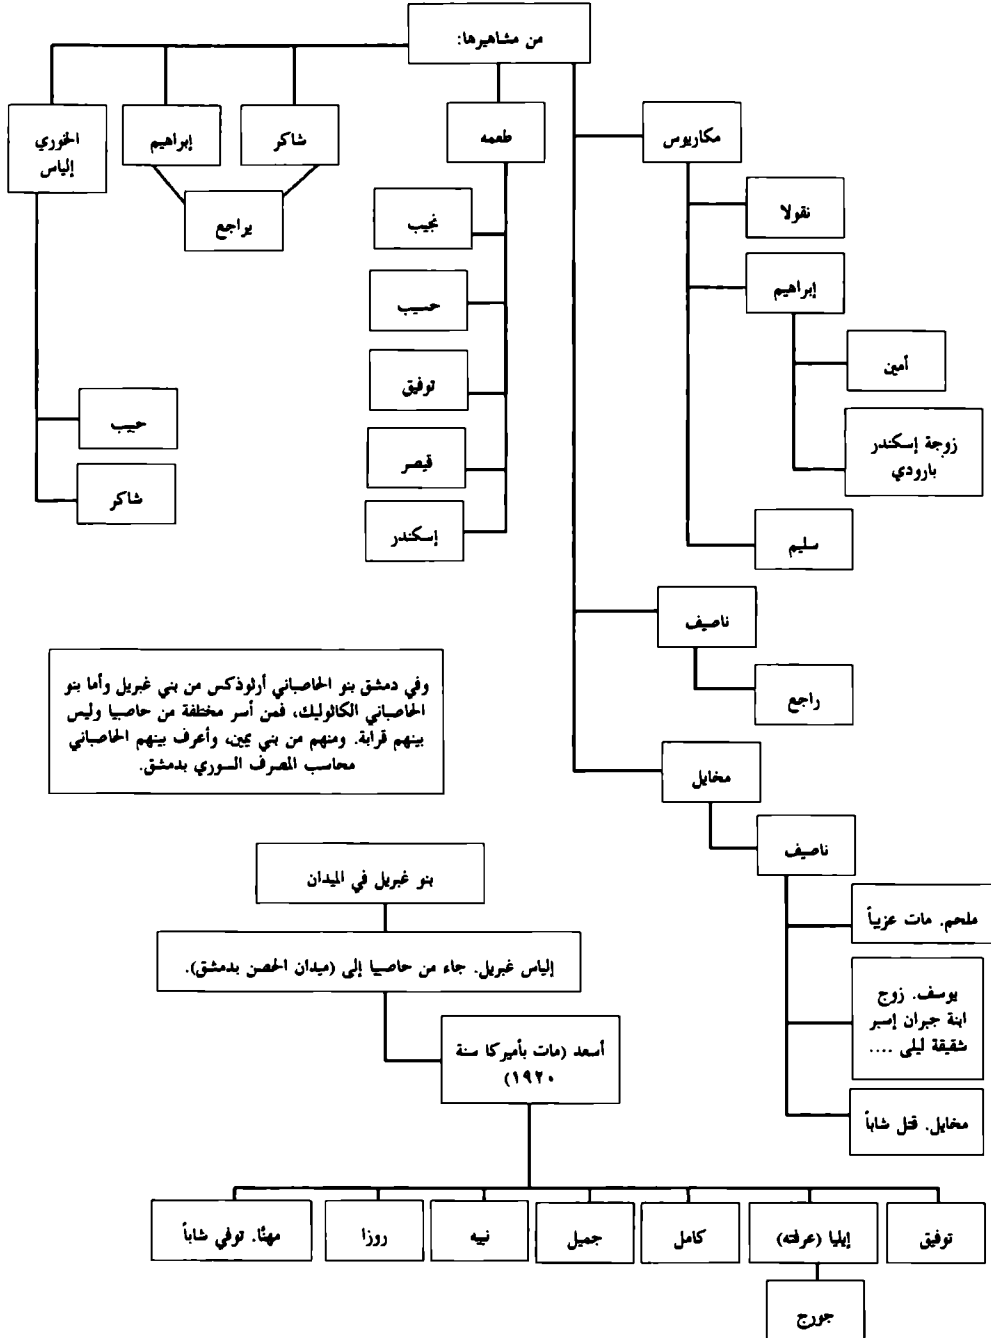 من مشاهيرها:
مكاريوس
طعمه
شاكر
إبراهيم
الخوري
إلياس
نقولا
نجيب
يراجع
إبراهيم
حسيب
أمين
توفيق
زوجة إسكندر
بارودي
حبيب
قيصر
شاكر
إسكندر
سليم
ناصيف
راجع
وفي دمشق بنو الحاصباني أرثوذكس من بني غبريل وأما بنو
الحاصباني الكاثوليك، فمن أسر مختلفة من حاصبيا وليس
بينهم قرابة. ومنهم من بني يمين، وأعرف بينهم الحاصباني
محاسب المصرف السوري بدمشق.
مخايل
ناصيف
بنو غبريل في الميدان
ملحم. مات عزيباً
إلياس غبريل. جاء من حاصبيا إلى (ميدان الحصن بدمشق).
يوسف. زوج
ابنة جبران إسبر
شقيقة ليلى ....
أسعد (مات بأميركا سنة
١٩٢٠)
مخايل. قتل شاباً
توفيق
إيليا (عرفته)
كامل
جميل
نبيه
روزا
مهنّا. توفي شاباً
جورج